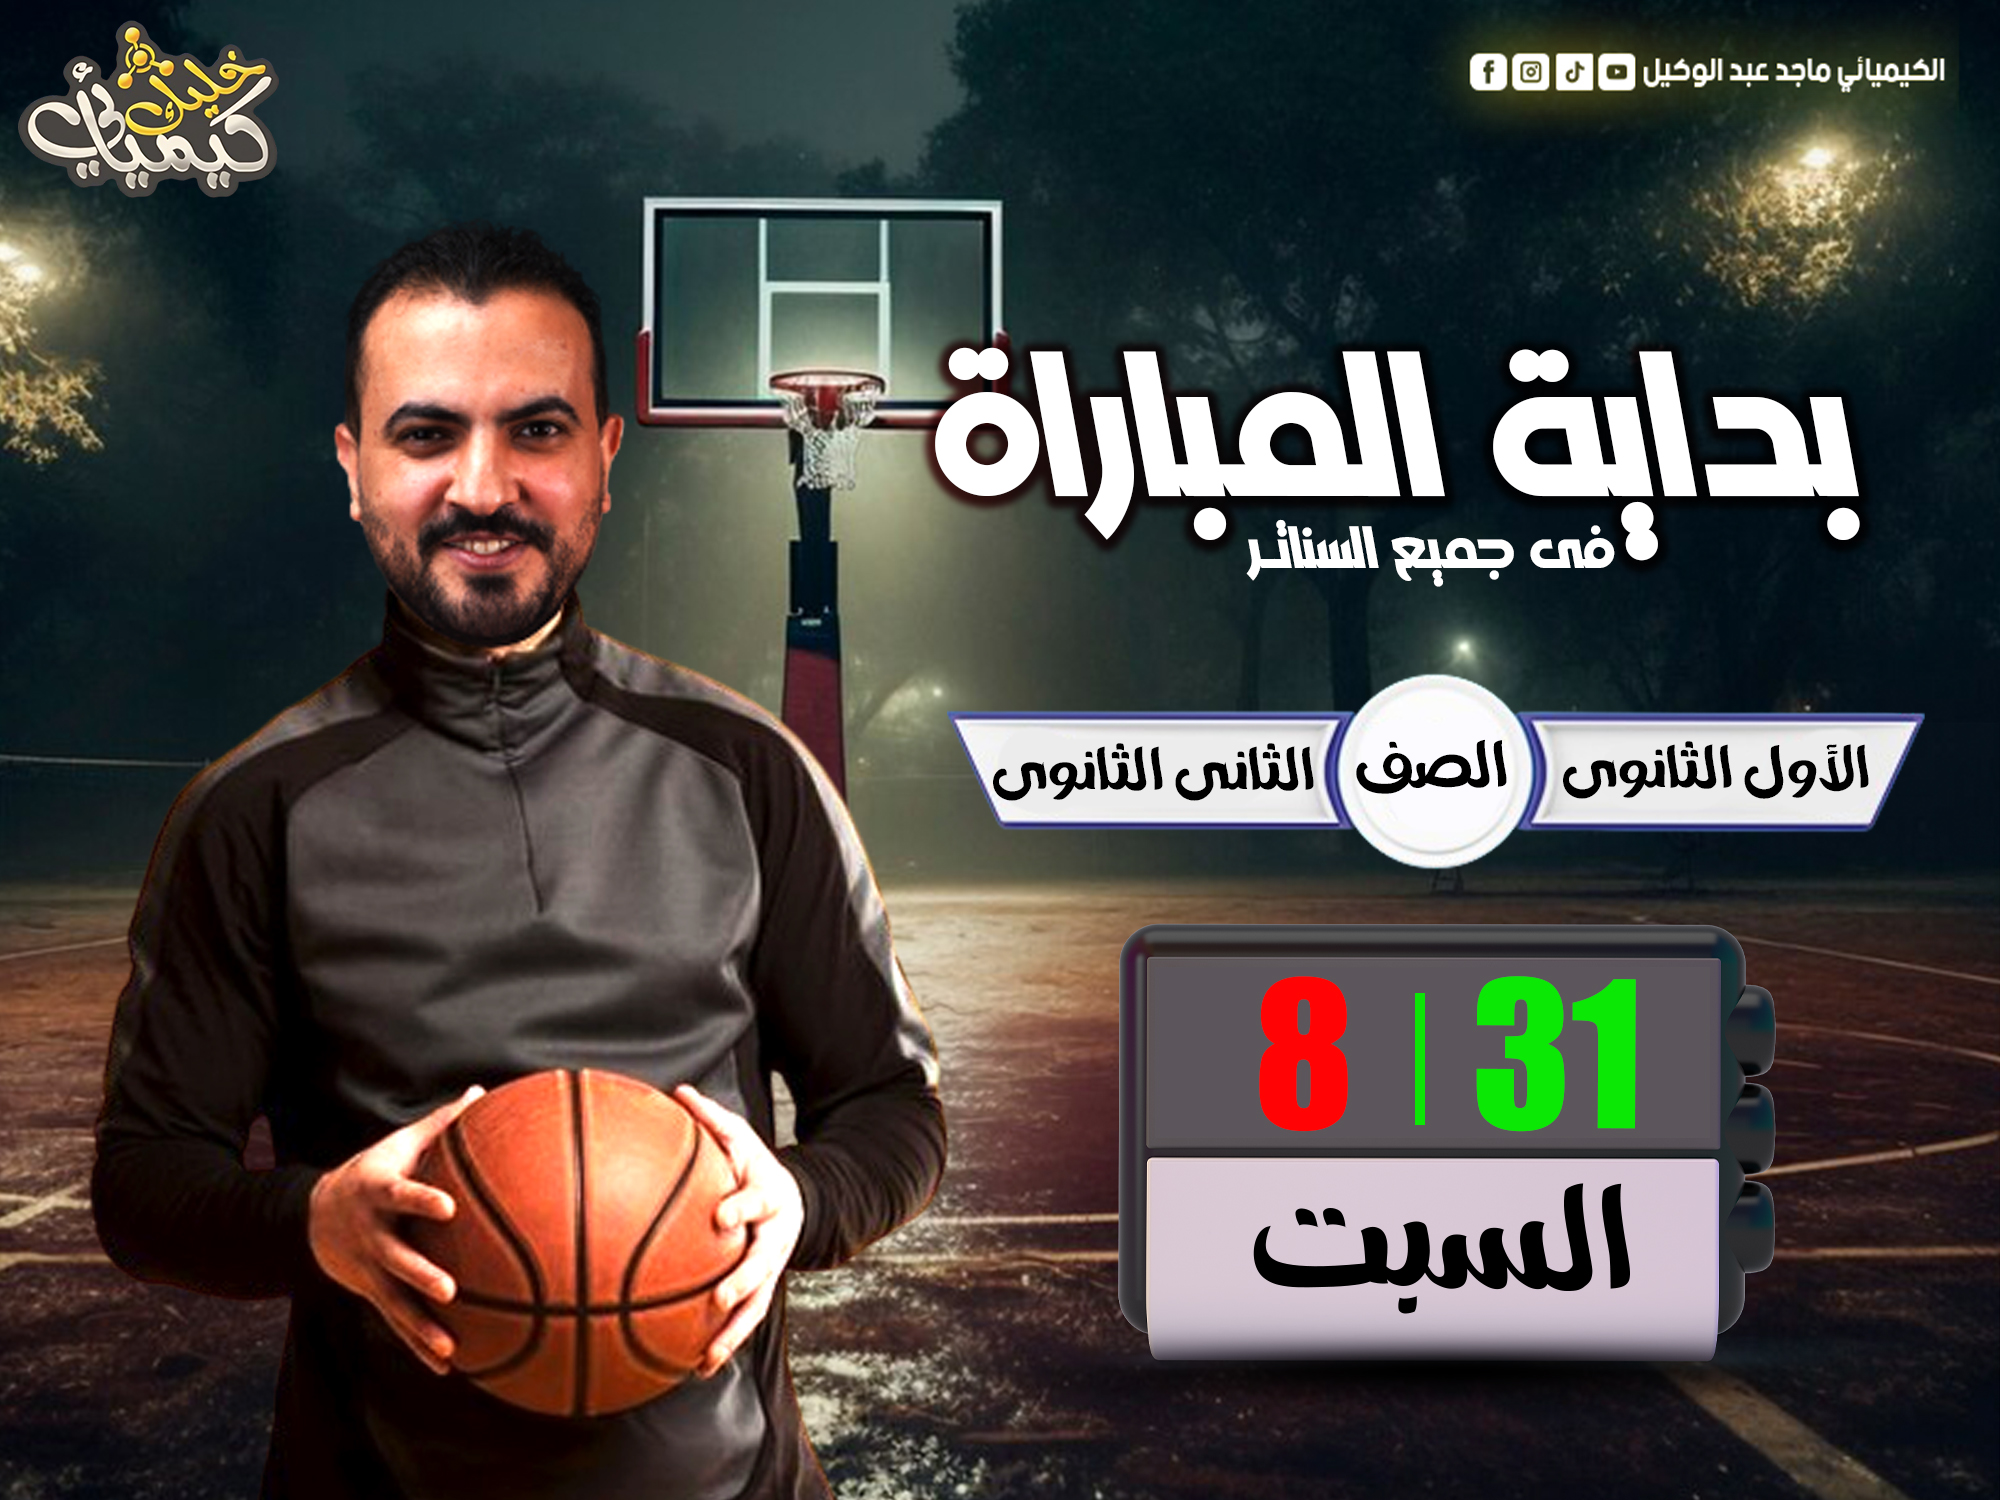 خليك
كيميائي
الكيميائي ماجد عبد الوكيل
بداية المباراة
فى جميع السناتر
الأول الثانوى الصف الثانى الثانوى
31 | 8
السبت